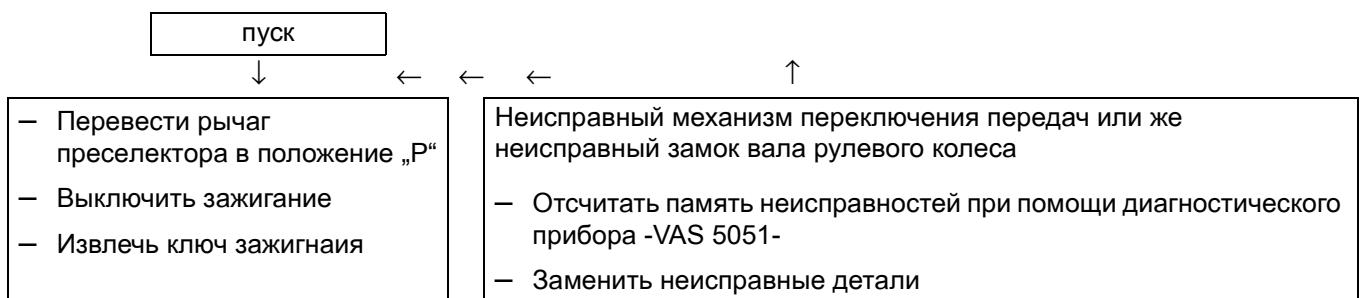 пуск
↓ ← ← ← ↑
– Перевести рычаг
преселектора в положение „P“
– Выключить зажигание
– Извлечь ключ зажигнаия
Неисправный механизм переключения передач или же
неисправный замок вала рулевого колеса
– Отсчитать память неисправностей при помощи диагностического
прибора -VAS 5051-
– Заменить неисправные детали